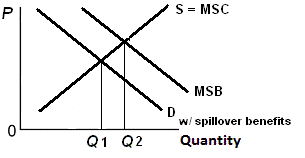 P
S = MSC
MSB
D
w/ spillover benefits
0
Q1 Q2 Quantity